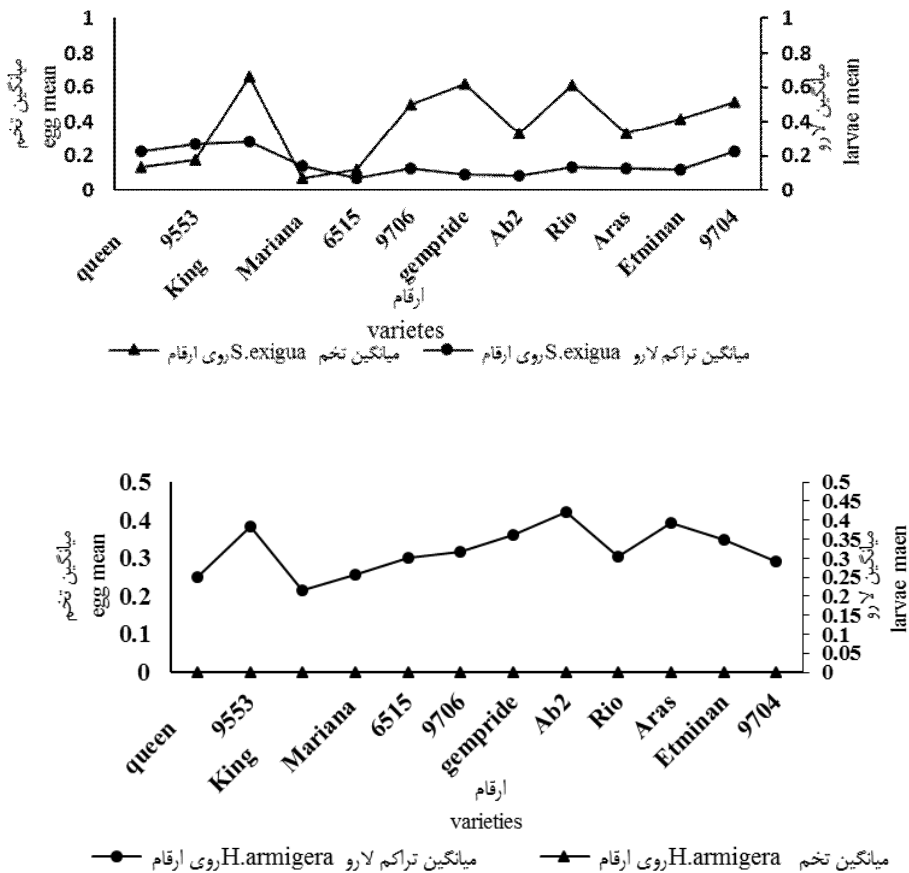 میانگین تخم
egg mean
1
0.8
0.6
0.4
0.2
0
1
0.8
0.6
0.4
0.2
0
میانگین لارو
larvae mean
queen
9553
King
Mariana
6515
9706
gempride
Ab2
Rio
Aras
Etminan
9704
ارقام
varietes
میانگین تخم S.exigua روی ارقام
میانگین تراکم لارو S.exigua روی ارقام
میانگین تخم
egg mean
0.5
0.4
0.3
0.2
0.1
0
0.5
0.45
0.4
0.35
0.3
0.25
0.2
0.15
0.1
0.05
0
میانگین لارو
larvae maen
queen
9553
King
Mariana
6515
9706
gempride
Ab2
Rio
Aras
Etminan
9704
ارقام
varieties
میانگین تراکم لارو H.armigera روی ارقام
میانگین تخم H.armigera روی ارقام